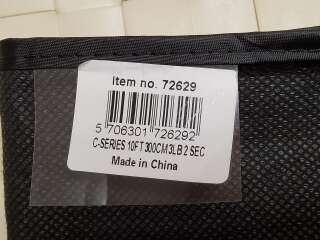 Item no. 72629
5 706301 726292
C-SERIES 10FT 300CM 3LB 2 SEC
Made in China